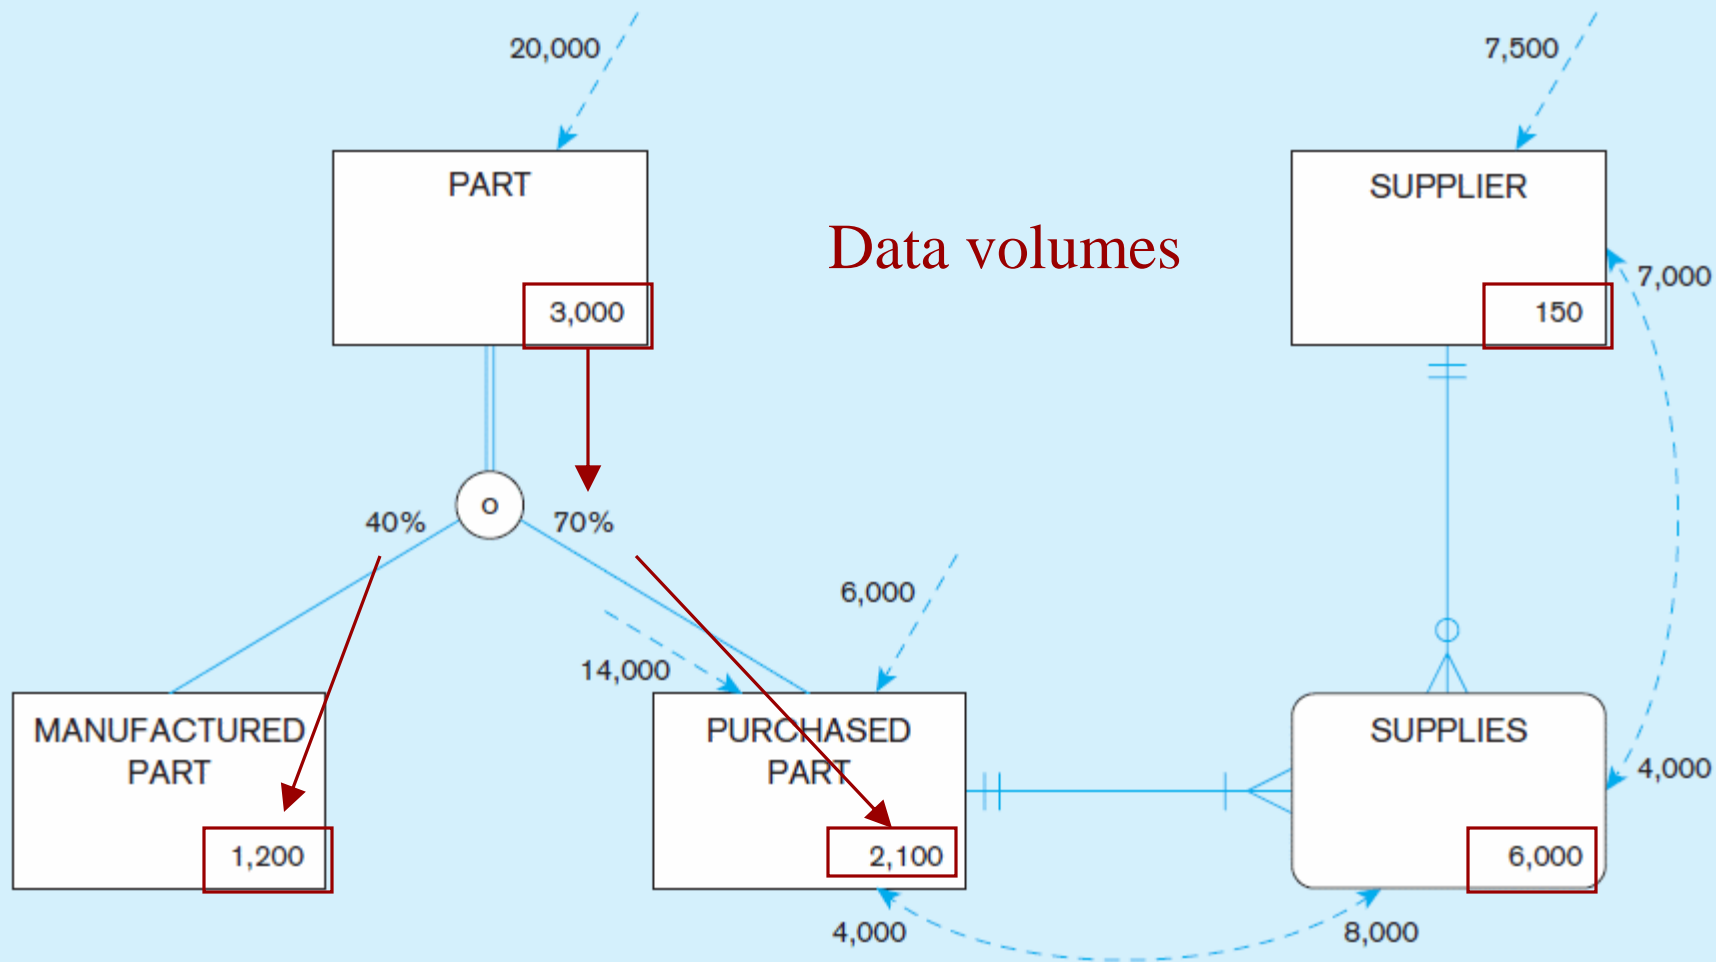 20,000
7,500
PART
SUPPLIER
Data volumes
7,000
3,000
150
40%
o
70%
6,000
14,000
MANUFACTURED
PART
PURCHASED
PART
SUPPLIES
4,000
1,200
2,100
6,000
4,000
8,000